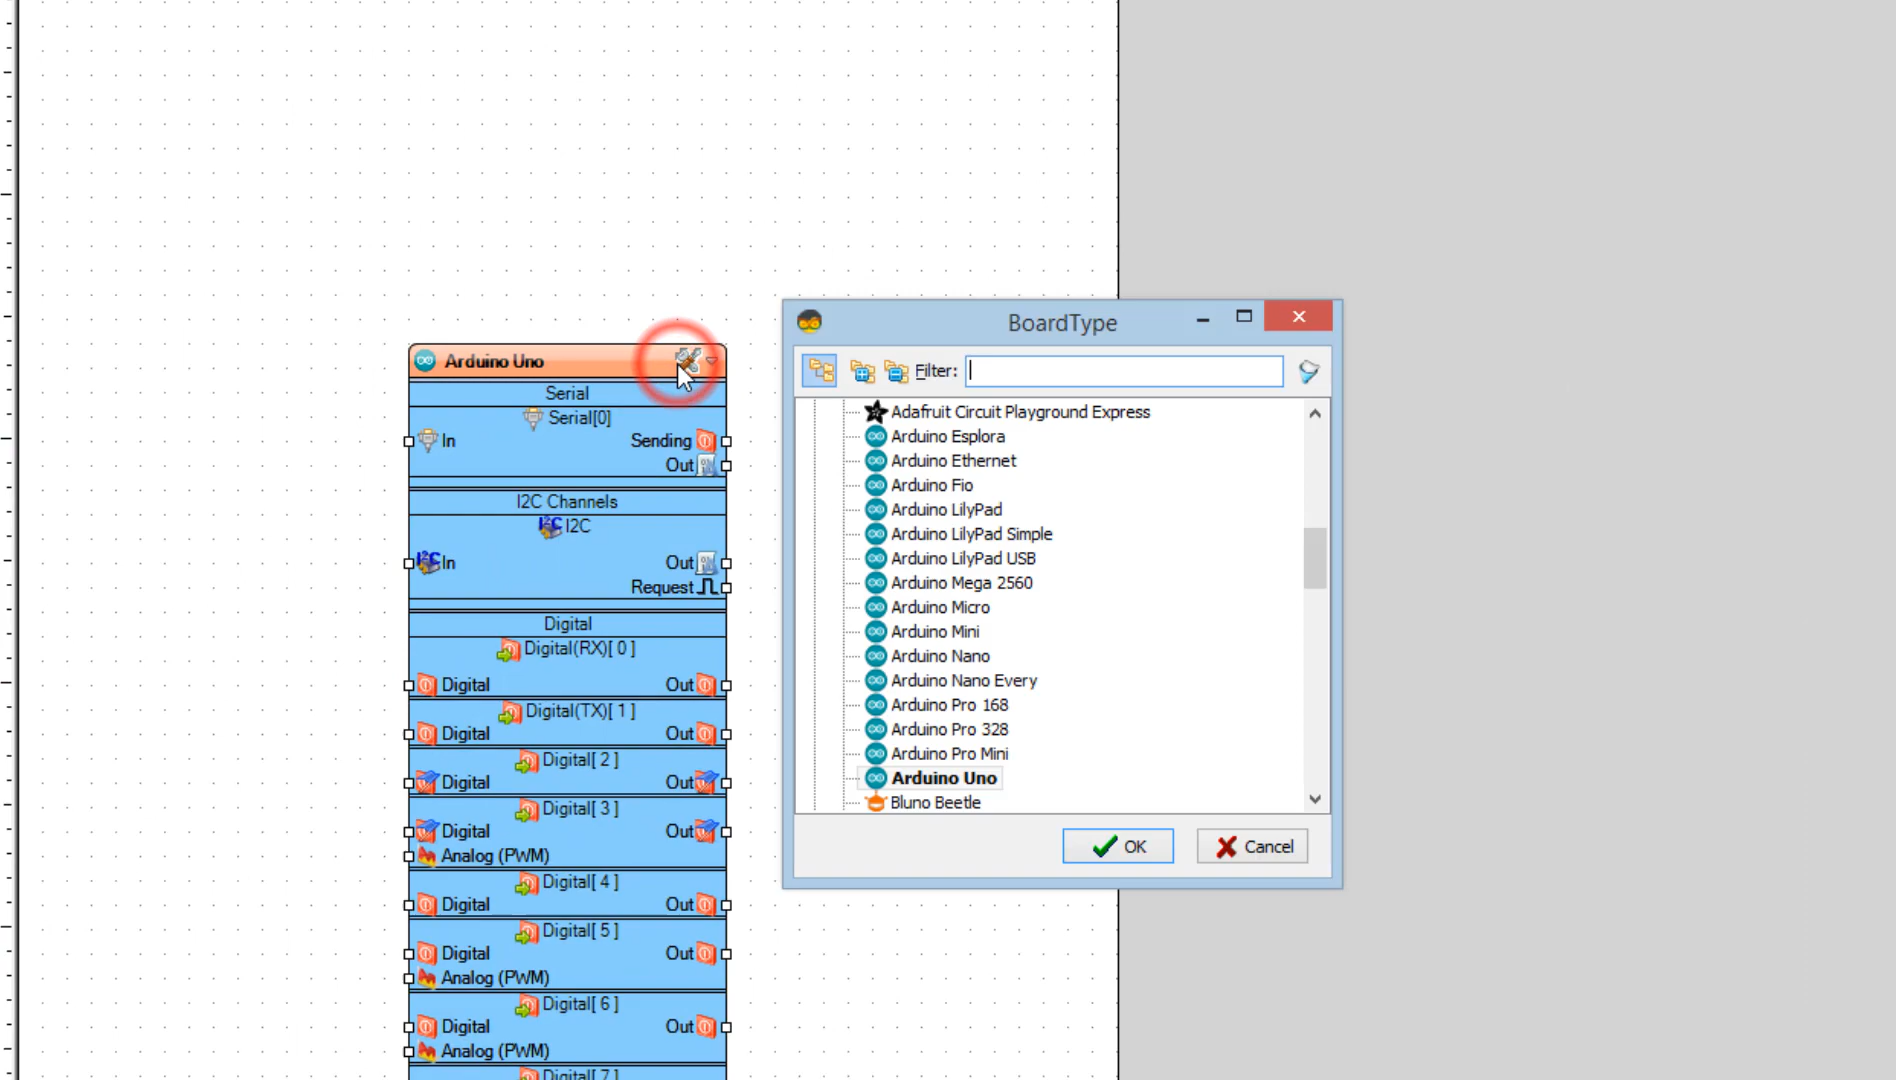 Arduino Uno
Serial
Serial[0]
In
Sending
Out
I2C Channels
I2C
In
Out
Request
Digital
Digital(RX)[ 0 ]
Digital
Out
Digital(TX)[ 1 ]
Digital
Out
Digital[ 2 ]
Digital
Out
Digital[ 3 ]
Digital
Out
Analog (PWM)
Digital[ 4 ]
Digital
Out
Digital[ 5 ]
Digital
Out
Analog (PWM)
Digital[ 6 ]
Digital
Out
Analog (PWM)
Digital[ 7 ]
BoardType
Filter:
Adafruit Circuit Playground Express
Arduino Esplora
Arduino Ethernet
Arduino Fio
Arduino LilyPad
Arduino LilyPad Simple
Arduino LilyPad USB
Arduino Mega 2560
Arduino Micro
Arduino Mini
Arduino Nano
Arduino Nano Every
Arduino Pro 168
Arduino Pro 328
Arduino Pro Mini
Arduino Uno
Bluno Beetle
OK
Cancel